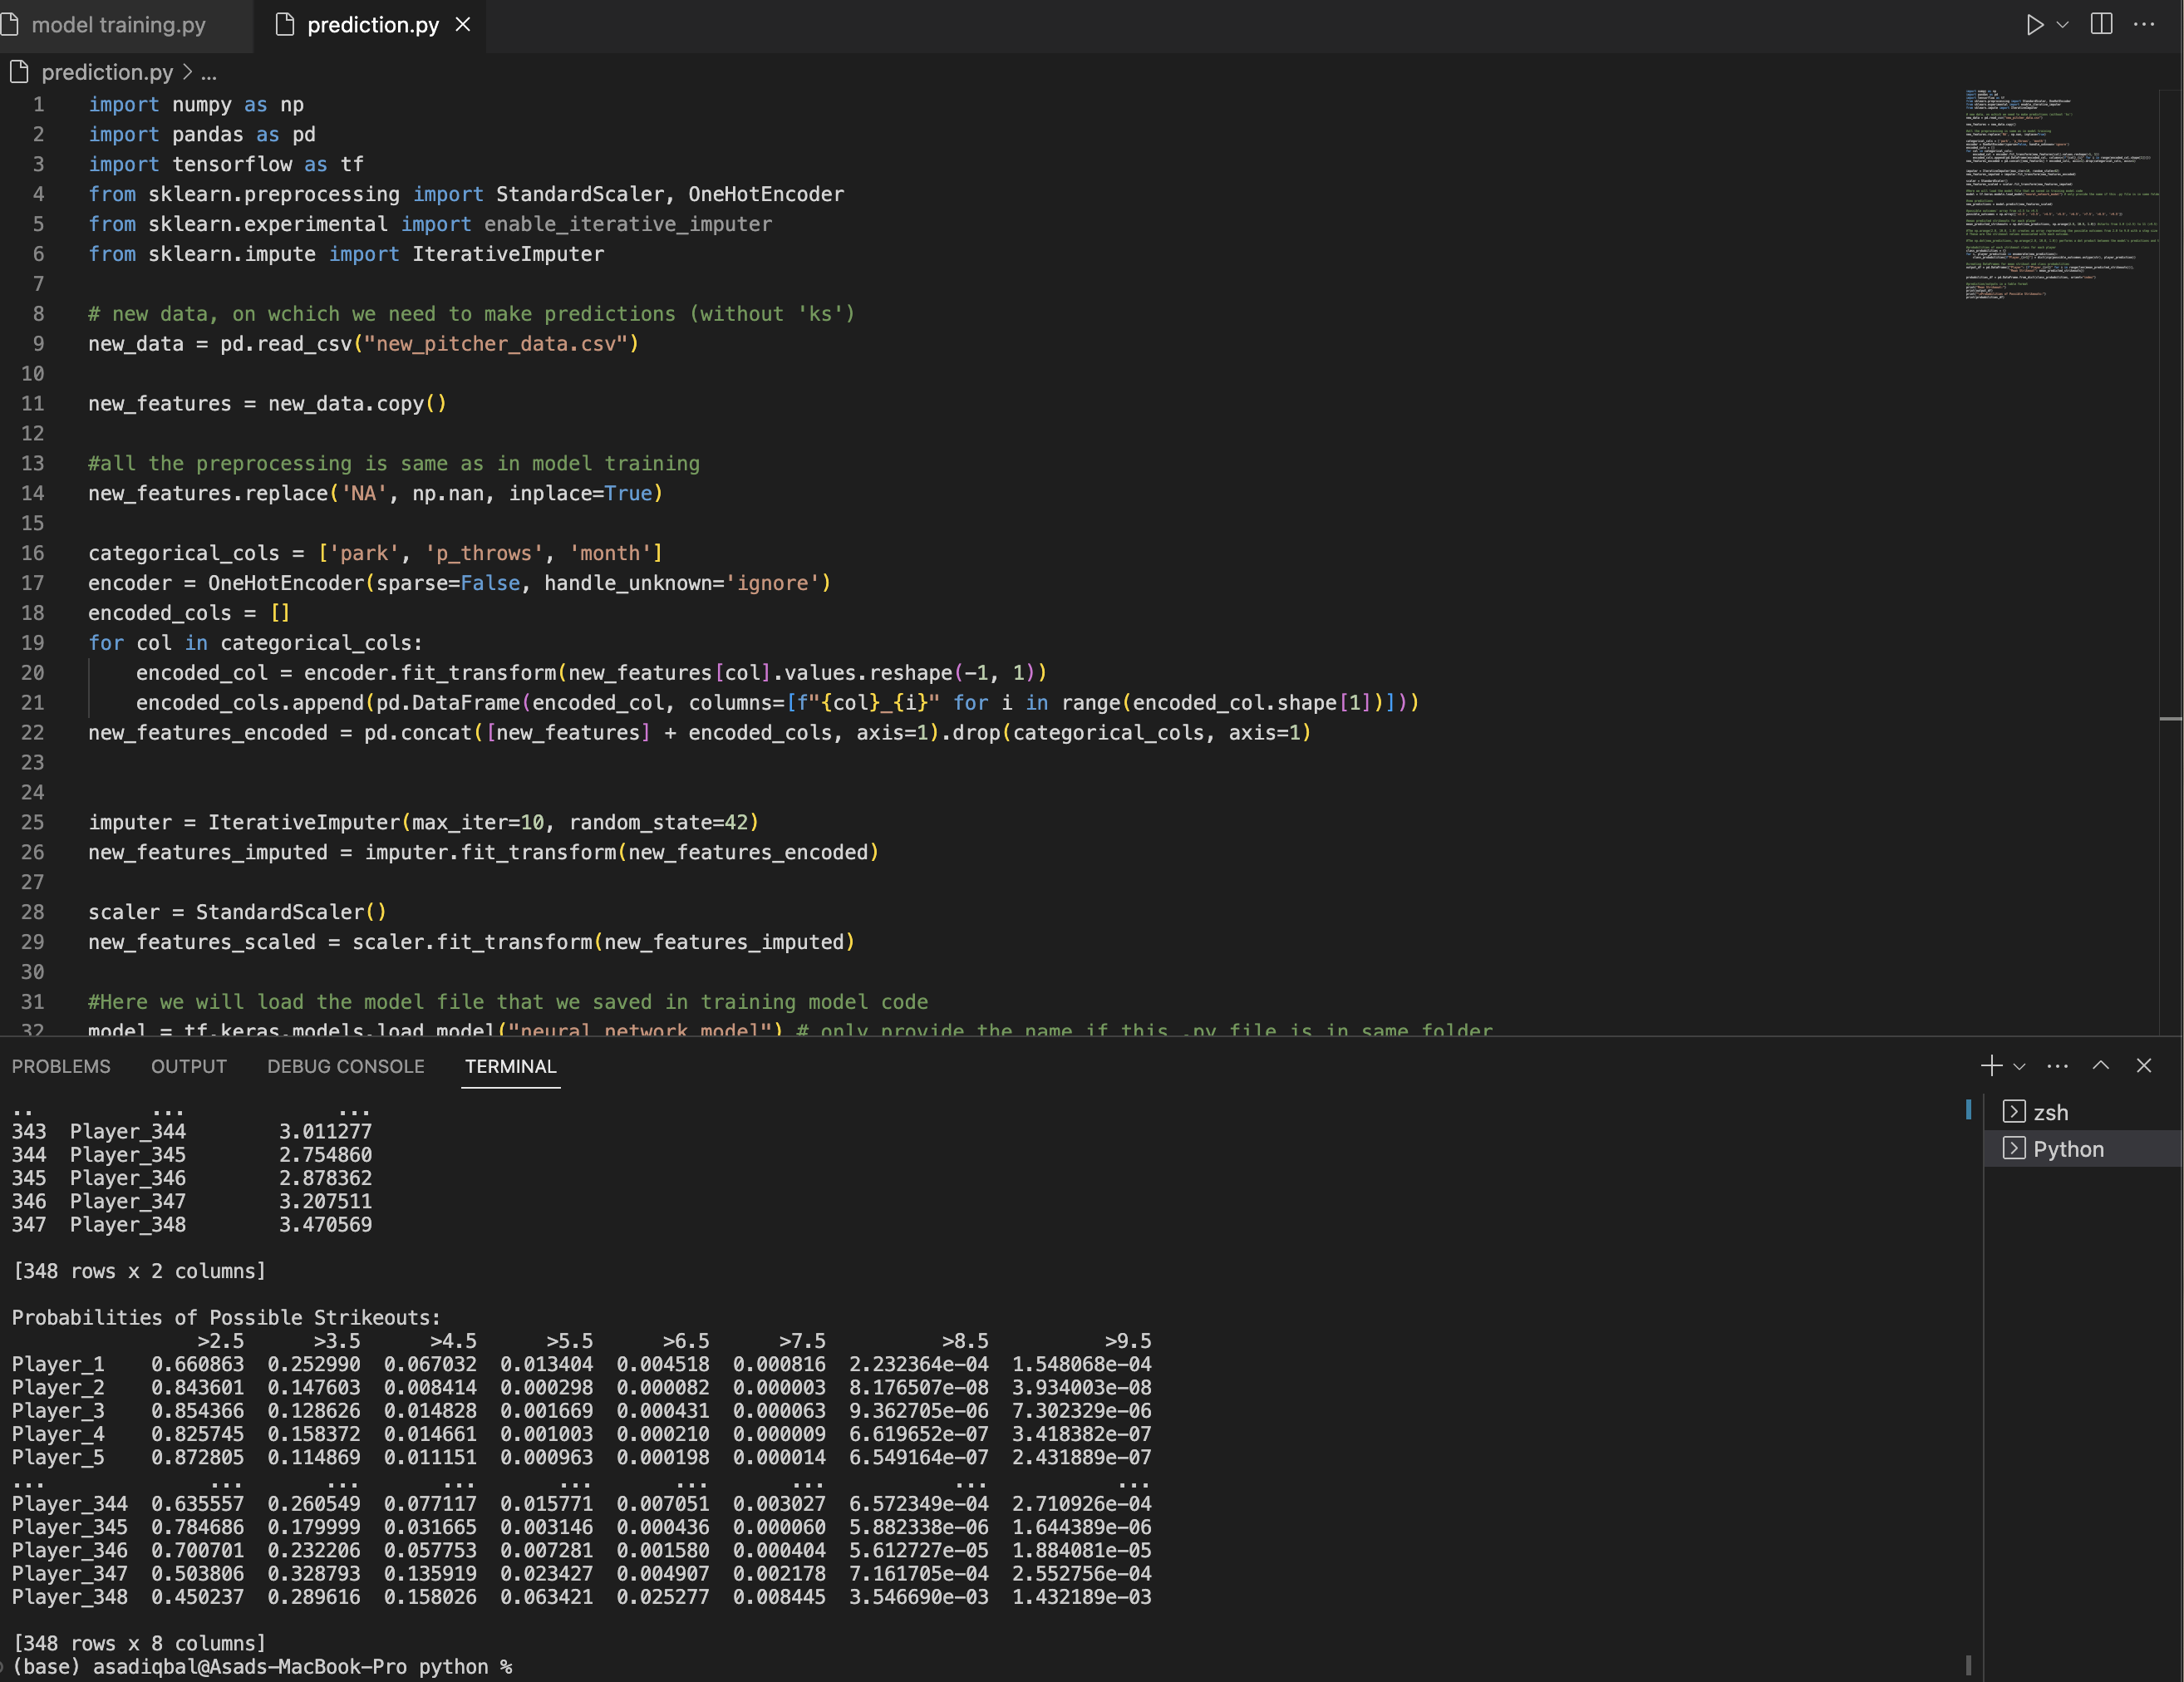 model training.py
prediction.py
prediction.py > ...
1 import numpy as np
2 import pandas as pd
3 import tensorflow as tf
4 from sklearn.preprocessing import StandardScaler, OneHotEncoder
5 from sklearn.experimental import enable_iterative_imputer
6 from sklearn.impute import IterativeImputer
7
8 # new data, on wchich we need to make predictions (without 'ks')
9 new_data = pd.read_csv("new_pitcher_data.csv")
10
11 new_features = new_data.copy()
12
13 #all the preprocessing is same as in model training
14 new_features.replace('NA', np.nan, inplace=True)
15
16 categorical_cols = ['park', 'p_throws', 'month']
17 encoder = OneHotEncoder(sparse=False, handle_unknown='ignore')
18 encoded_cols = []
19 for col in categorical_cols:
20     encoded_col = encoder.fit_transform(new_features[col].values.reshape(-1, 1))
21     encoded_cols.append(pd.DataFrame(encoded_col, columns=[f"{col}_{i}" for i in range(encoded_col.shape[1])]))
22 new_features_encoded = pd.concat([new_features] + encoded_cols, axis=1).drop(categorical_cols, axis=1)
23
24
25 imputer = IterativeImputer(max_iter=10, random_state=42)
26 new_features_imputed = imputer.fit_transform(new_features_encoded)
27
28 scaler = StandardScaler()
29 new_features_scaled = scaler.fit_transform(new_features_imputed)
30
31 #Here we will load the model file that we saved in training model code
32 model = tf.keras.models.load_model("neural_network_model") # only provide the name if this .py file is in same folder
PROBLEMS OUTPUT DEBUG CONSOLE TERMINAL
zsh
Python
.. ... ...
343 Player_344 3.011277
344 Player_345 2.754860
345 Player_346 2.878362
346 Player_347 3.207511
347 Player_348 3.470569
[348 rows x 2 columns]
Probabilities of Possible Strikeouts:
>2.5 >3.5 >4.5 >5.5 >6.5 >7.5 >8.5 >9.5
Player_1 0.660863 0.252990 0.067032 0.013404 0.004518 0.000816 2.232364e-04 1.548068e-04
Player_2 0.843601 0.147603 0.008414 0.000298 0.000082 0.000003 8.176507e-08 3.934003e-08
Player_3 0.854366 0.128626 0.014828 0.001669 0.000431 0.000063 9.362705e-06 7.302329e-06
Player_4 0.825745 0.158372 0.014661 0.001003 0.000210 0.000009 6.619652e-07 3.418382e-07
Player_5 0.872805 0.114869 0.011151 0.000963 0.000198 0.000014 6.549164e-07 2.431889e-07
... ... ... ... ... ... ... ... ...
Player_344 0.635557 0.260549 0.077117 0.015771 0.007051 0.003027 6.572349e-04 2.710926e-04
Player_345 0.784686 0.179999 0.031665 0.003146 0.000436 0.000060 5.882338e-06 1.644389e-06
Player_346 0.700701 0.232206 0.057753 0.007281 0.001580 0.000404 5.612727e-05 1.884081e-05
Player_347 0.503806 0.328793 0.135919 0.023427 0.004907 0.002178 7.161705e-04 2.552756e-04
Player_348 0.450237 0.289616 0.158026 0.063421 0.025277 0.008445 3.546690e-03 1.432189e-03
[348 rows x 8 columns]
(base) asadiqbal@Asads-MacBook-Pro python %